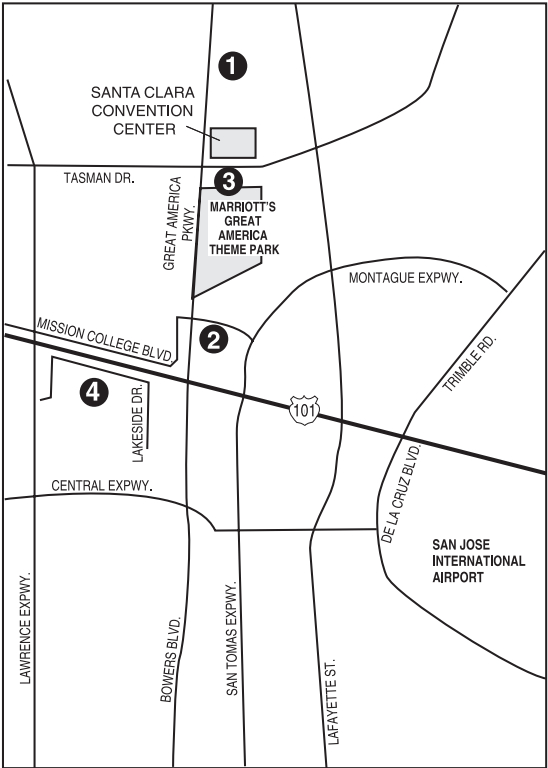 1
SANTA CLARA
CONVENTION
CENTER
TASMAN DR.
3
GREAT AMERICA
PKWY.
MARRIOTT'S
GREAT
AMERICA
THEME PARK
MONTAGUE EXPWY.
MISSION COLLEGE BLVD.
2
TRIMBLE RD.
4
LAKESIDE DR.
101
CENTRAL EXPWY.
DE LA CRUZ BLVD.
SAN JOSE
INTERNATIONAL
AIRPORT
LAWRENCE EXPWY.
BOWERS BLVD.
SAN TOMAS EXPWY.
LAFAYETTE ST.